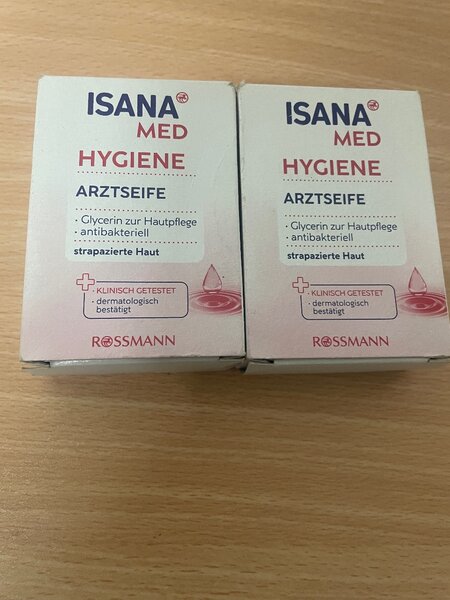 ISANA
MED
HYGIENE
ARZTSEIFE
· Glycerin zur Hautpflege
· antibakteriell
strapazierte Haut
· KLINISCH GETESTET
· dermatologisch
bestätigt
ROSSMANN
ISANA
MED
HYGIENE
ARZTSEIFE
· Glycerin zur Hautpflege
· antibakteriell
strapazierte Haut
· KLINISCH GETESTET
· dermatologisch
bestätigt
ROSSMANN